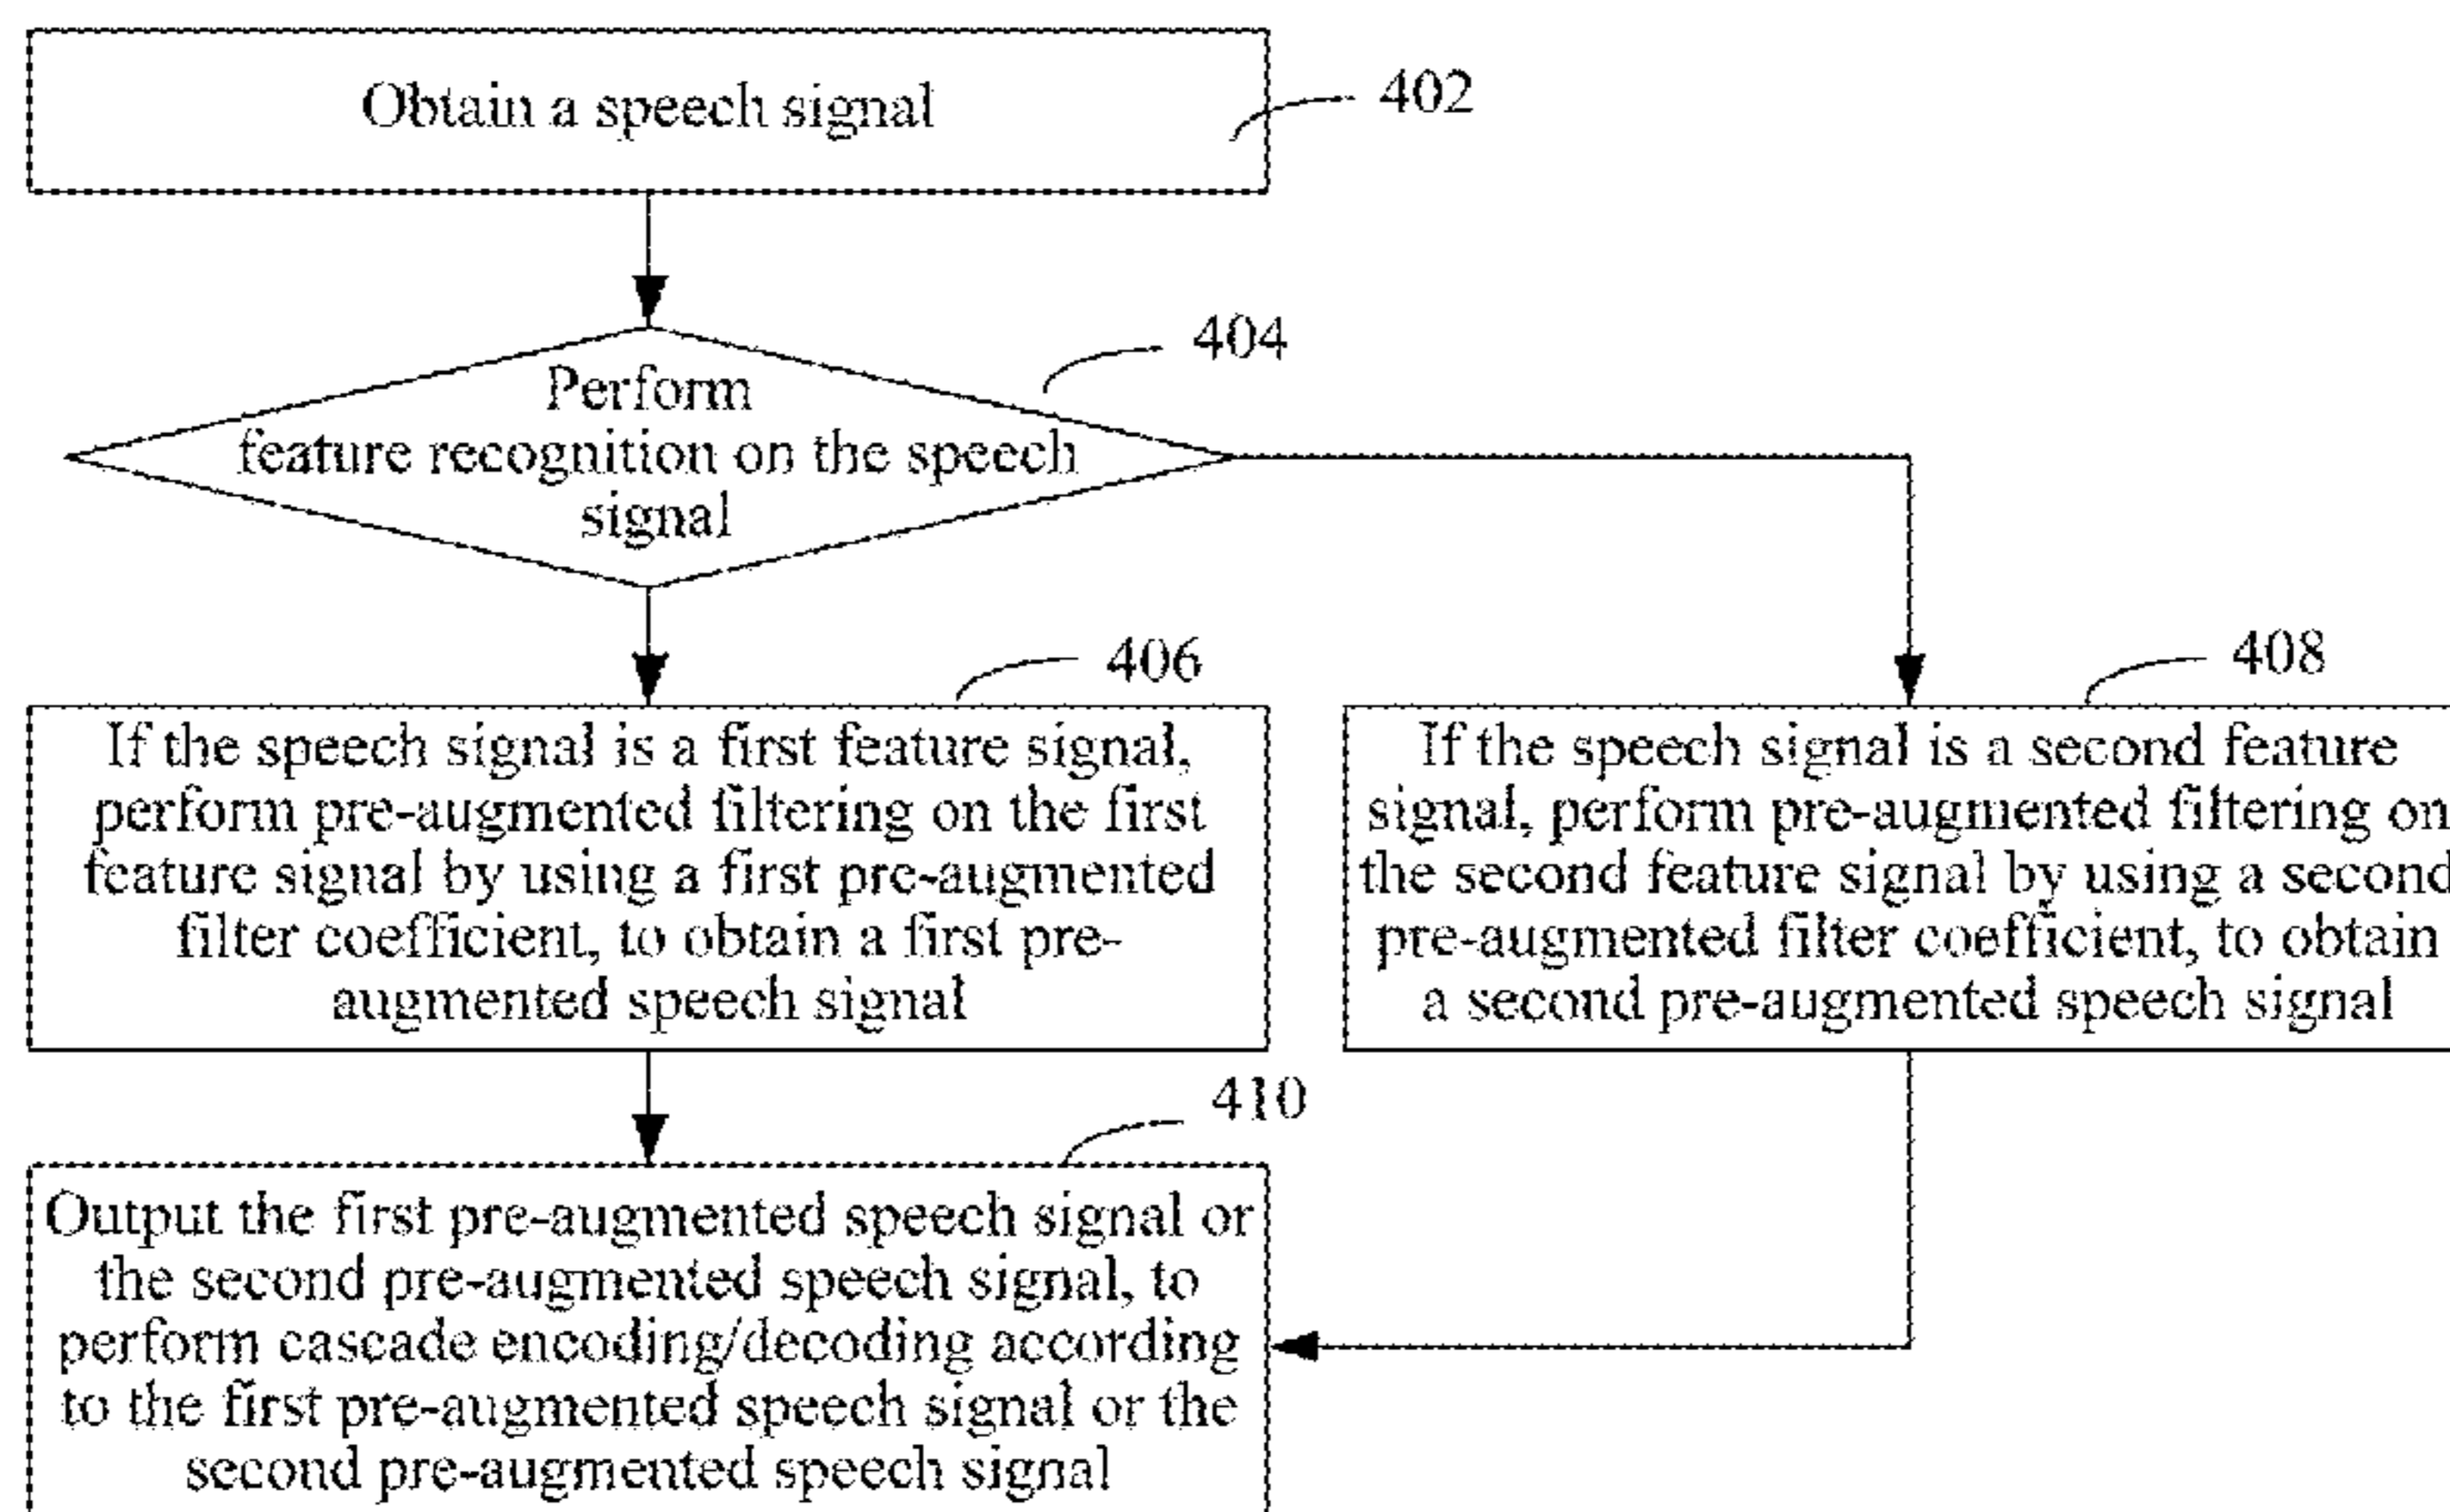 Obtain a speech signal
402
404
Perform
feature recognition on the speech
signal
406
If the speech signal is a first feature signal,
perform pre-augmented filtering on the first
feature signal by using a first pre-augmented
filter coefficient, to obtain a first pre-
augmented speech signal
408
If the speech signal is a second feature
signal, perform pre-augmented filtering on
the second feature signal by using a second
pre-augmented filter coefficient, to obtain
a second pre-augmented speech signal
410
Output the first pre-augmented speech signal or
the second pre-augmented speech signal, to
perform cascade encoding/decoding according
to the first pre-augmented speech signal or the
second pre-augmented speech signal